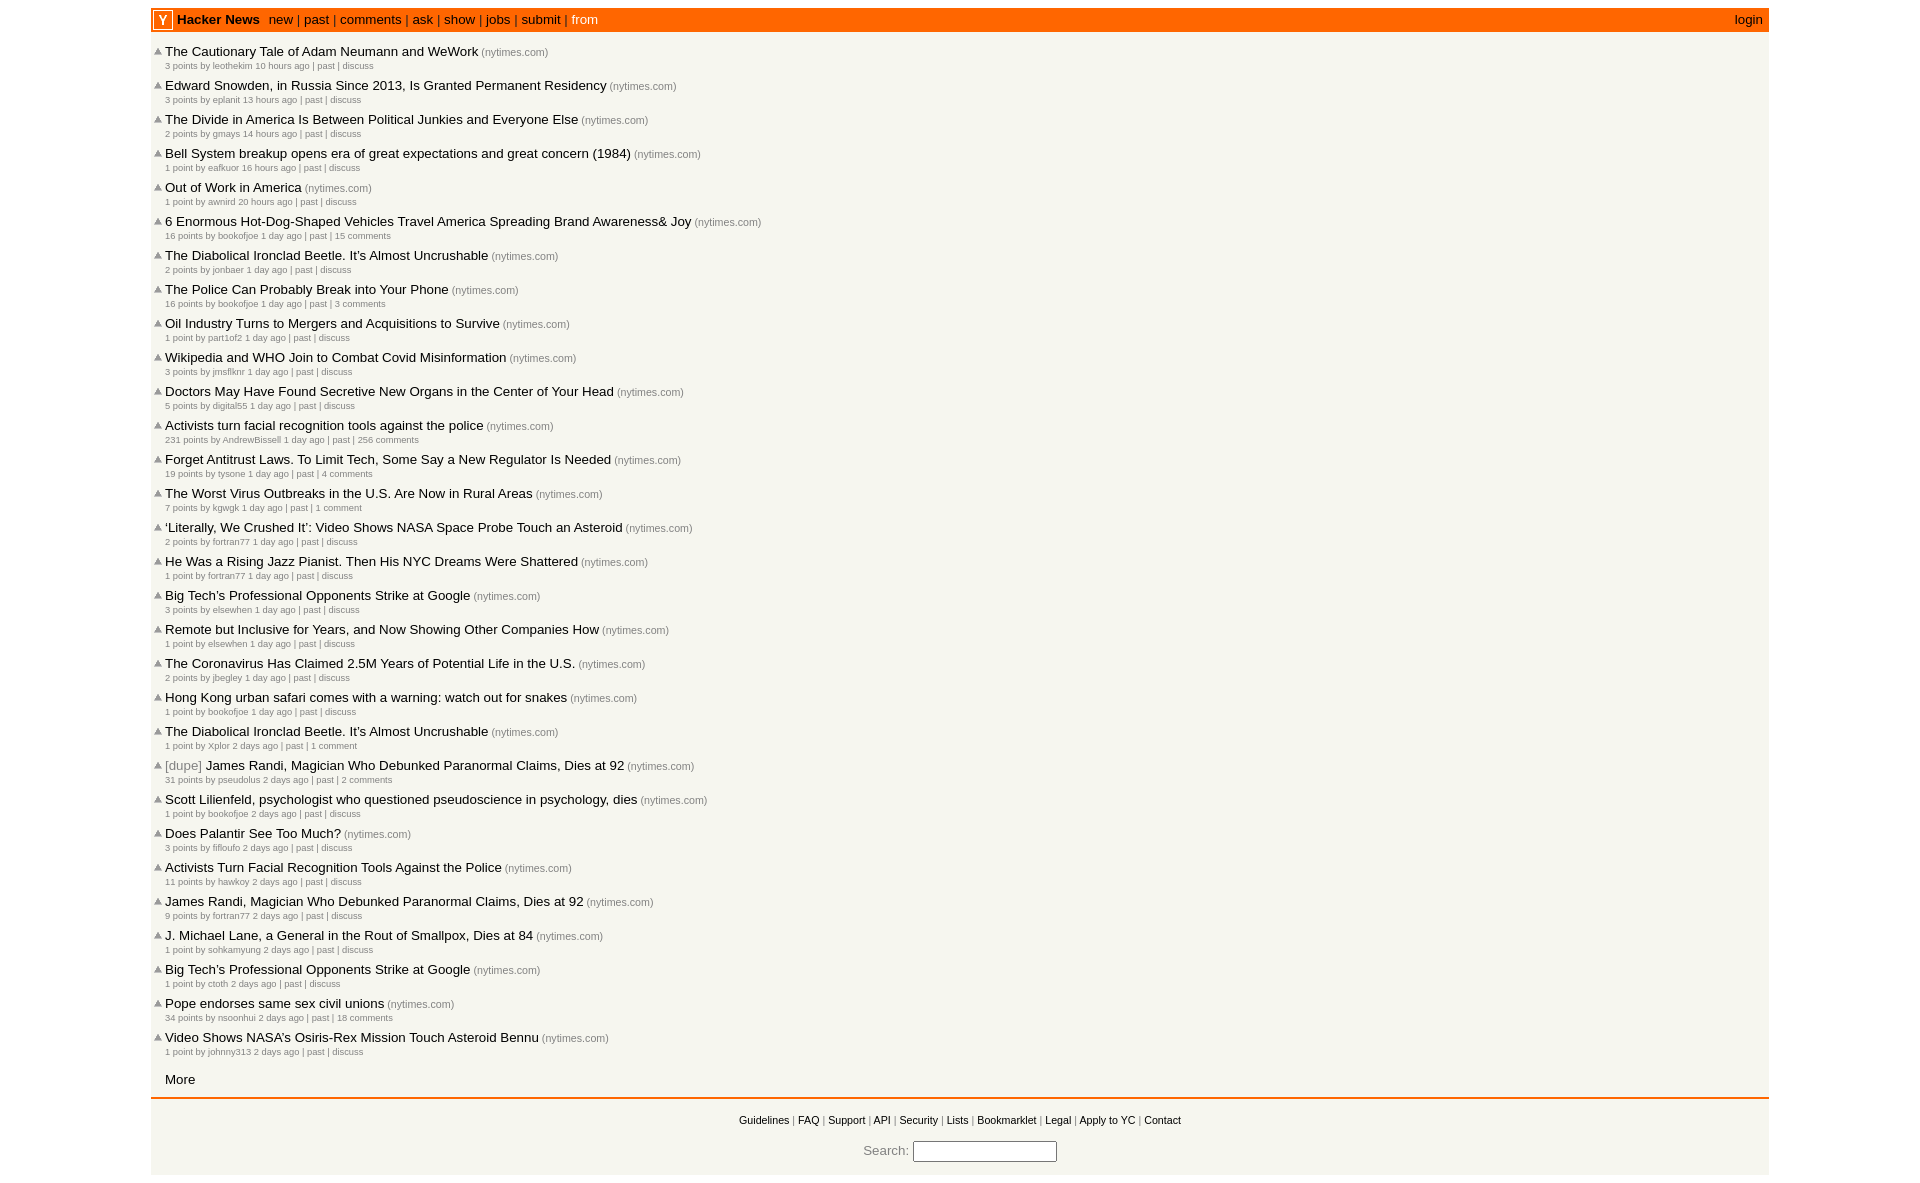 Y Hacker News new | past | comments | ask | show | jobs | submit | from login
The Cautionary Tale of Adam Neumann and WeWork (nytimes.com)
3 points by leothekim 10 hours ago | past | discuss
Edward Snowden, in Russia Since 2013, Is Granted Permanent Residency (nytimes.com)
3 points by eplanit 13 hours ago | past | discuss
The Divide in America Is Between Political Junkies and Everyone Else (nytimes.com)
2 points by gmays 14 hours ago | past | discuss
Bell System breakup opens era of great expectations and great concern (1984) (nytimes.com)
1 point by eafkuor 16 hours ago | past | discuss
Out of Work in America (nytimes.com)
1 point by awnird 20 hours ago | past | discuss
6 Enormous Hot-Dog-Shaped Vehicles Travel America Spreading Brand Awareness& Joy (nytimes.com)
16 points by bookofjoe 1 day ago | past | 15 comments
The Diabolical Ironclad Beetle. It’s Almost Uncrushable (nytimes.com)
2 points by jonbaer 1 day ago | past | discuss
The Police Can Probably Break into Your Phone (nytimes.com)
16 points by bookofjoe 1 day ago | past | 3 comments
Oil Industry Turns to Mergers and Acquisitions to Survive (nytimes.com)
1 point by part1of2 1 day ago | past | discuss
Wikipedia and WHO Join to Combat Covid Misinformation (nytimes.com)
3 points by jmsflknr 1 day ago | past | discuss
Doctors May Have Found Secretive New Organs in the Center of Your Head (nytimes.com)
5 points by digital55 1 day ago | past | discuss
Activists turn facial recognition tools against the police (nytimes.com)
231 points by AndrewBissell 1 day ago | past | 256 comments
Forget Antitrust Laws. To Limit Tech, Some Say a New Regulator Is Needed (nytimes.com)
19 points by tysone 1 day ago | past | 4 comments
The Worst Virus Outbreaks in the U.S. Are Now in Rural Areas (nytimes.com)
7 points by kgwgk 1 day ago | past | 1 comment
‘Literally, We Crushed It’: Video Shows NASA Space Probe Touch an Asteroid (nytimes.com)
2 points by fortran77 1 day ago | past | discuss
He Was a Rising Jazz Pianist. Then His NYC Dreams Were Shattered (nytimes.com)
1 point by fortran77 1 day ago | past | discuss
Big Tech’s Professional Opponents Strike at Google (nytimes.com)
3 points by elsewhen 1 day ago | past | discuss
Remote but Inclusive for Years, and Now Showing Other Companies How (nytimes.com)
1 point by elsewhen 1 day ago | past | discuss
The Coronavirus Has Claimed 2.5M Years of Potential Life in the U.S. (nytimes.com)
2 points by jbegley 1 day ago | past | discuss
Hong Kong urban safari comes with a warning: watch out for snakes (nytimes.com)
1 point by bookofjoe 1 day ago | past | discuss
The Diabolical Ironclad Beetle. It’s Almost Uncrushable (nytimes.com)
1 point by Xplor 2 days ago | past | 1 comment
[dupe] James Randi, Magician Who Debunked Paranormal Claims, Dies at 92 (nytimes.com)
31 points by pseudolus 2 days ago | past | 2 comments
Scott Lilienfeld, psychologist who questioned pseudoscience in psychology, dies (nytimes.com)
1 point by bookofjoe 2 days ago | past | discuss
Does Palantir See Too Much? (nytimes.com)
3 points by fifloufo 2 days ago | past | discuss
Activists Turn Facial Recognition Tools Against the Police (nytimes.com)
11 points by hawkoy 2 days ago | past | discuss
James Randi, Magician Who Debunked Paranormal Claims, Dies at 92 (nytimes.com)
9 points by fortran77 2 days ago | past | discuss
J. Michael Lane, a General in the Rout of Smallpox, Dies at 84 (nytimes.com)
1 point by sohkamyung 2 days ago | past | discuss
Big Tech’s Professional Opponents Strike at Google (nytimes.com)
1 point by ctoth 2 days ago | past | discuss
Pope endorses same sex civil unions (nytimes.com)
34 points by nsoonhui 2 days ago | past | 18 comments
Video Shows NASA’s Osiris-Rex Mission Touch Asteroid Bennu (nytimes.com)
1 point by johnny313 2 days ago | past | discuss
More
Guidelines | FAQ | Support | API | Security | Lists | Bookmarklet | Legal | Apply to YC | Contact
Search: